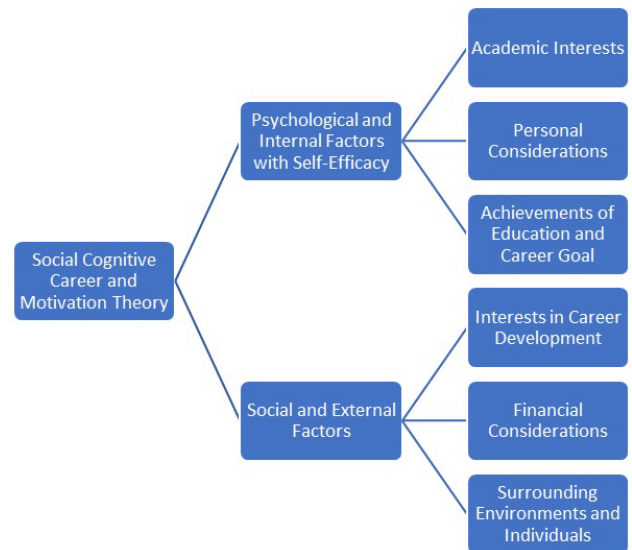 Social Cognitive
Career and
Motivation Theory
Psychological and
Internal Factors
with Self-Efficacy
Academic Interests
Personal
Considerations
Achievements of
Education and
Career Goal
Social and External
Factors
Interests in Career
Development
Financial
Considerations
Surrounding
Environments and
Individuals